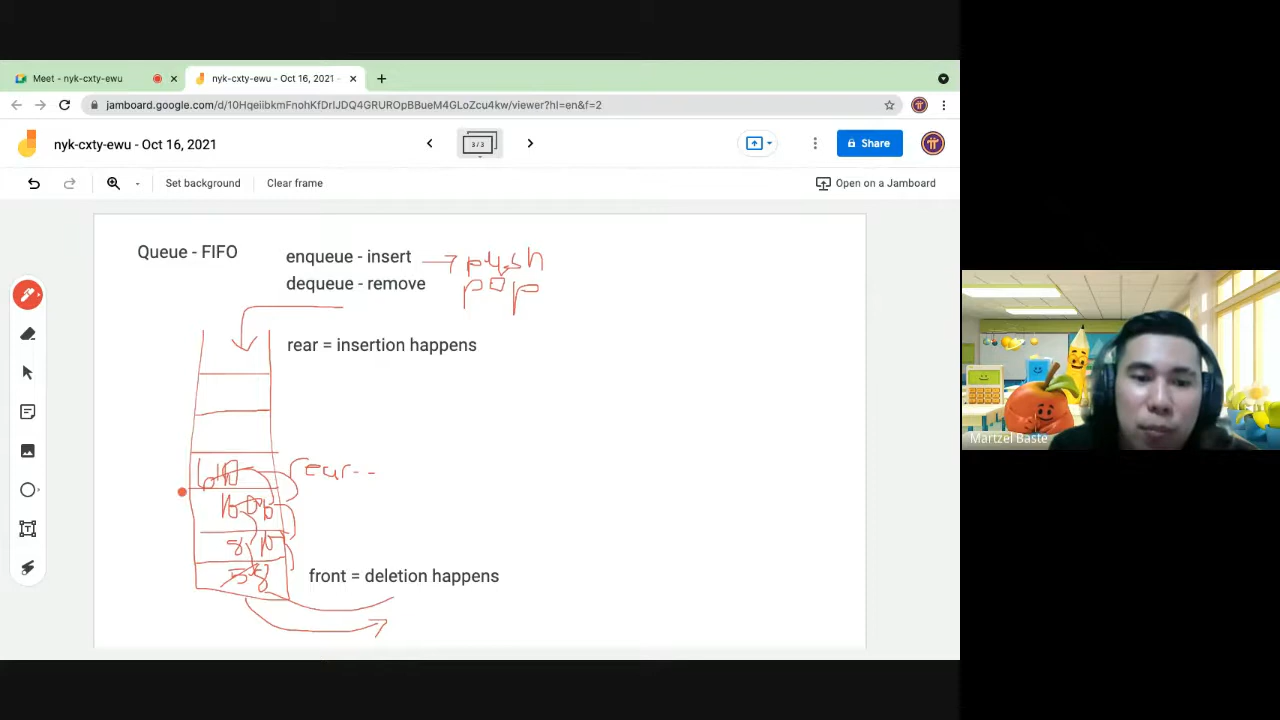 Meet - nyk-cxty-ewu
nyk-cxty-ewu - Oct 16, 2021 -
jamboard.google.com/d/10HqeiibkmFnohKfDrIJDQ4GRUROpBBueM4GLoZcu4kw/viewer?hl=en&f=2
nyk-cxty-ewu - Oct 16, 2021
3 / 3
Share
Set background
Clear frame
Open on a Jamboard
Queue - FIFO
enqueue - insert
push
dequeue - remove
pop
rear = insertion happens
rear--
8
front = deletion happens
Martzel Baste